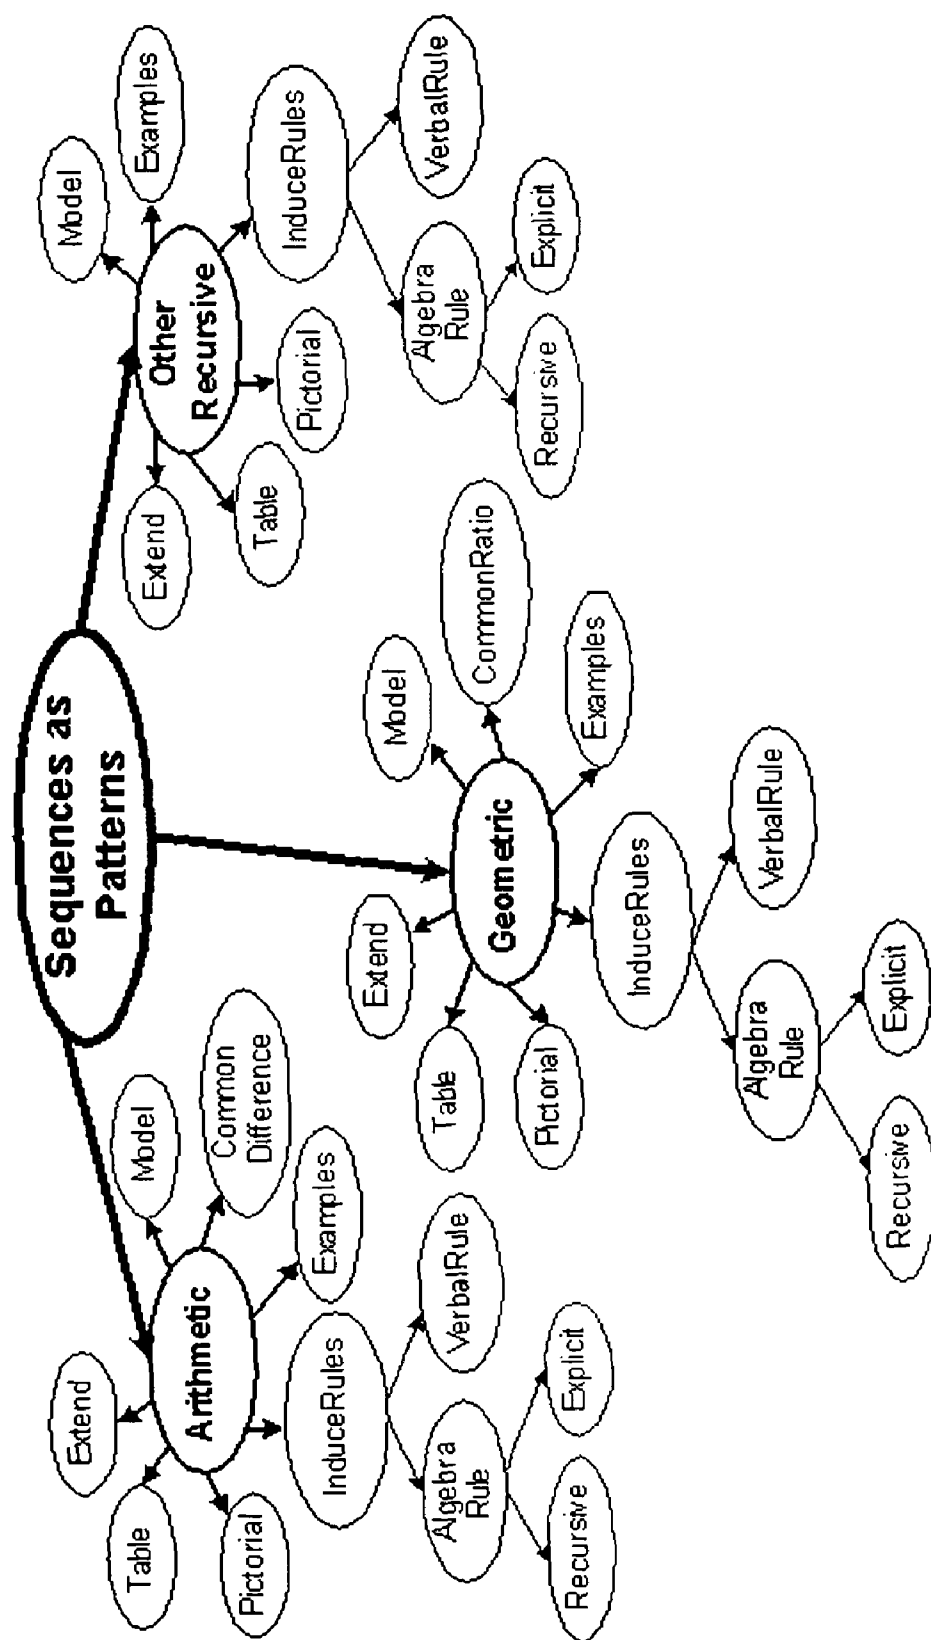 Sequences as
Patterns
Arithmetic
Extend
Table
Pictorial
Model
Common
Difference
Examples
InduceRules
Algebra
Rule
VerbalRule
Recursive
Explicit
Geometric
Extend
Table
Pictorial
Model
CommonRatio
Examples
InduceRules
Algebra
Rule
VerbalRule
Recursive
Explicit
Other
Recursive
Extend
Table
Pictorial
Model
Examples
InduceRules
Algebra
Rule
VerbalRule
Recursive
Explicit